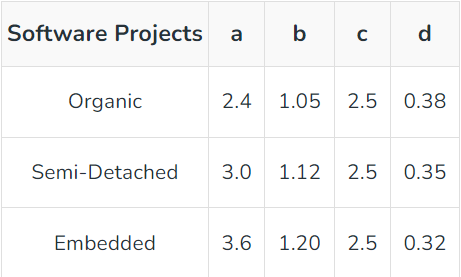 Software Projects a b c d
Organic 2.4 1.05 2.5 0.38
Semi-Detached 3.0 1.12 2.5 0.35
Embedded 3.6 1.20 2.5 0.32